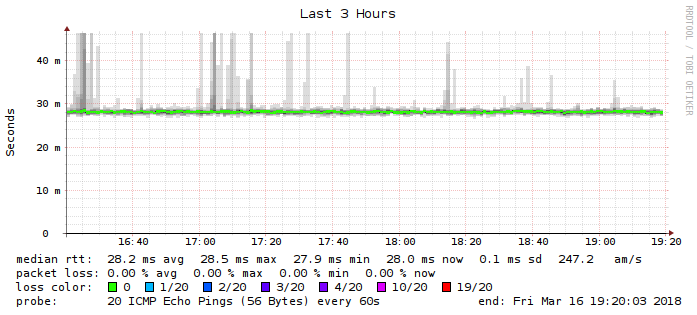 Last 3 Hours
RRDTOOL / TOBI OETIKER
Seconds
40 m
30 m
20 m
10 m
0
16:40 17:00 17:20 17:40 18:00 18:20 18:40 19:00 19:20
median rtt: 28.2 ms avg 28.5 ms max 27.9 ms min 28.0 ms now 0.1 ms sd 247.2 am/s
packet loss: 0.00 % avg 0.00 % max 0.00 % min 0.00 % now
loss color: 0 1/20 2/20 3/20 4/20 10/20 19/20
probe: 20 ICMP Echo Pings (56 Bytes) every 60s end: Fri Mar 16 19:20:03 2018